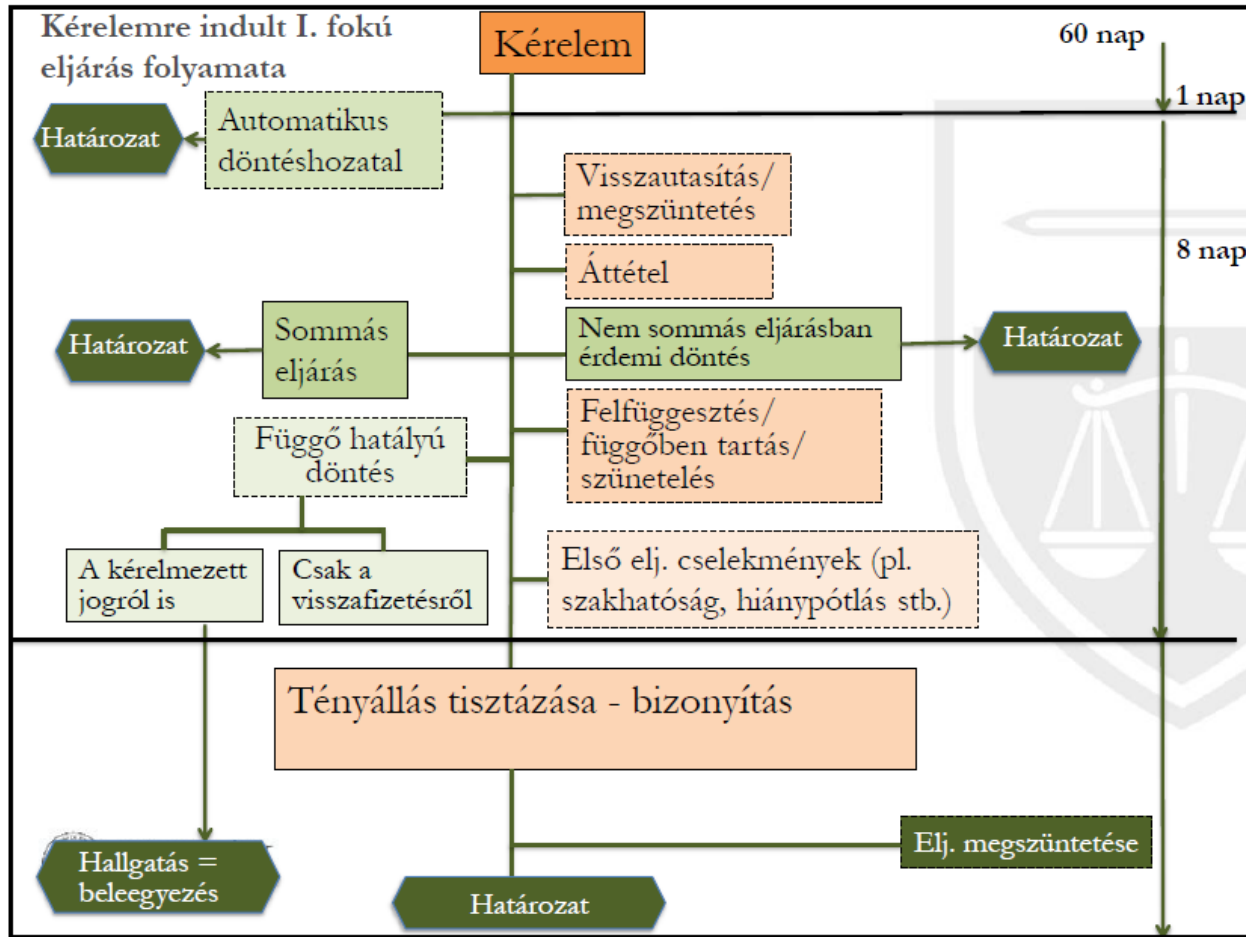 Kérelemre indult I. fokú
eljárás folyamata
Kérelem
60 nap
1 nap
Határozat
Automatikus
döntéshozatal
Visszautasítás/
megszüntetés
8 nap
Áttétel
Határozat
Sommás
eljárás
Nem sommás eljárásban
érdemi döntés
Határozat
Függő hatályú
döntés
Felfüggesztés/
függőben tartás/
szünetelés
A kérelmezett
jogról is
Csak a
visszafizetésről
Első elj. cselekmények (pl.
szakhatóság, hiánypótlás stb.)
Tényállás tisztázása - bizonyítás
Elj. megszüntetése
Hallgatás =
beleegyezés
Határozat